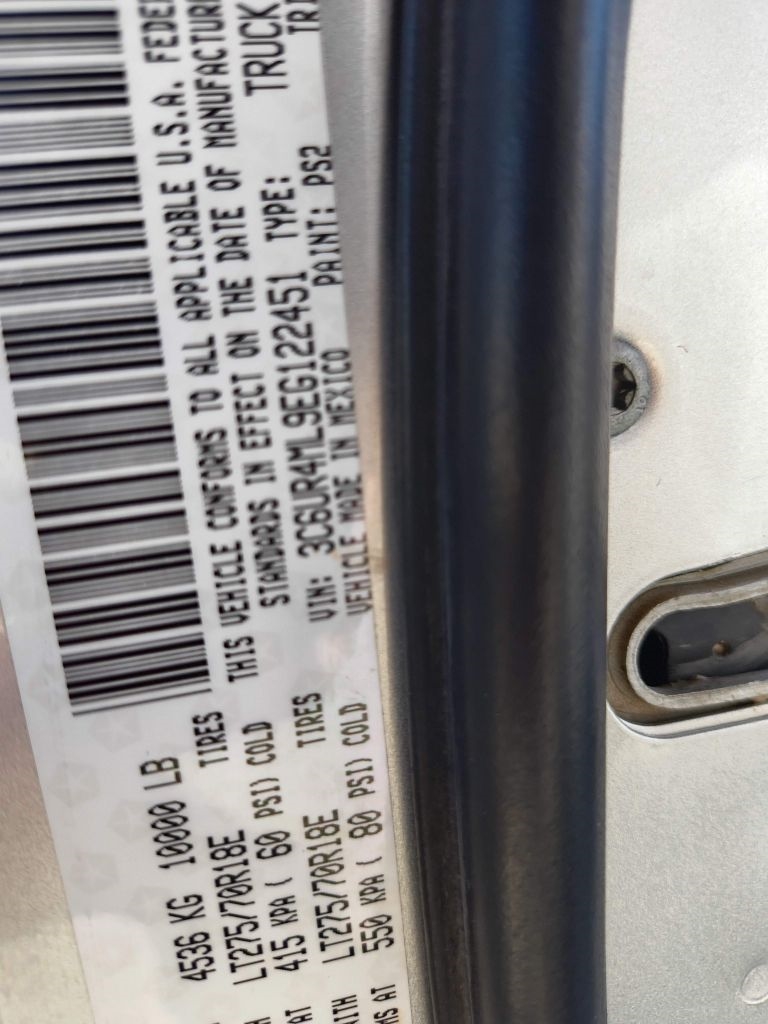 4536 KG 10000 LB
LT275/70R18E TIRES
415 KPA ( 60 PSI) COLD
LT275/70R18E TIRES
550 KPA ( 80 PSI) COLD
THIS VEHICLE CONFORMS TO ALL APPLICABLE U.S.A.
STANDARDS IN EFFECT ON THE DATE OF
VIN: 3C6UR4ML9EG122451 TYPE: TRUCK
VEHICLE MADE IN MEXICO PAINT: PS2